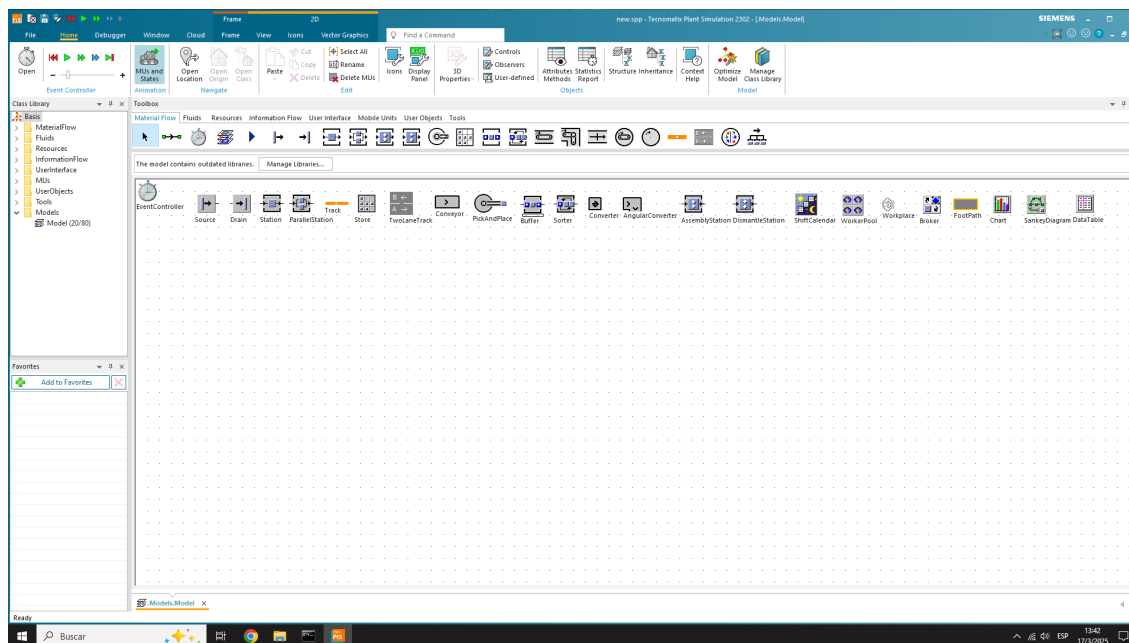 Frame 2D new.spp - Tecnomatix Plant Simulation 2302 - [.Models.Model] SIEMENS
File Home Debugger Window Cloud Frame View Icons Vector Graphics Find a Command
Open
Event Controller
MUs and States
Animation
Open Location
Open Origin
Open Class
Navigate
Paste
Cut
Copy
Delete
Select All
Rename
Delete MUs
Edit
Icons
Display Panel
3D Properties
Controls
Observers
User-defined
Attributes Methods
Statistics Report
Structure
Inheritance
Objects
Context Help
Optimize Model
Manage Class Library
Model
Class Library
Basis
MaterialFlow
Fluids
Resources
InformationFlow
UserInterface
MUs
UserObjects
Tools
Models
Model (20/80)
Favorites
Add to Favorites
Toolbox
Material Flow Fluids Resources Information Flow User Interface Mobile Units User Objects Tools
The model contains outdated libraries. Manage Libraries...
B
A
EventController Source Drain Station ParallelStation Track Store TwoLaneTrack Conveyor PickAndPlace Buffer Sorter Converter AngularConverter AssemblyStation DismantleStation ShiftCalendar WorkerPool Workplace Broker FootPath Chart SankeyDiagram DataTable
.Models.Model
Ready
Buscar
ESP
13:42
17/3/2025